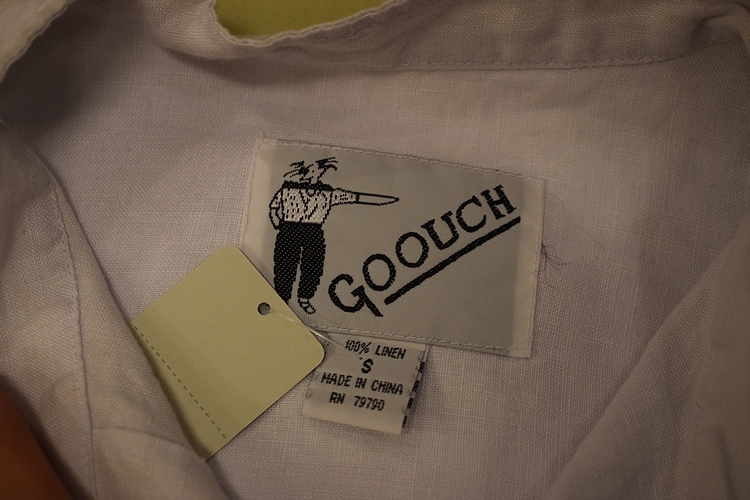 GOOUCH
100% LINEN
S
MADE IN CHINA
RN 79790